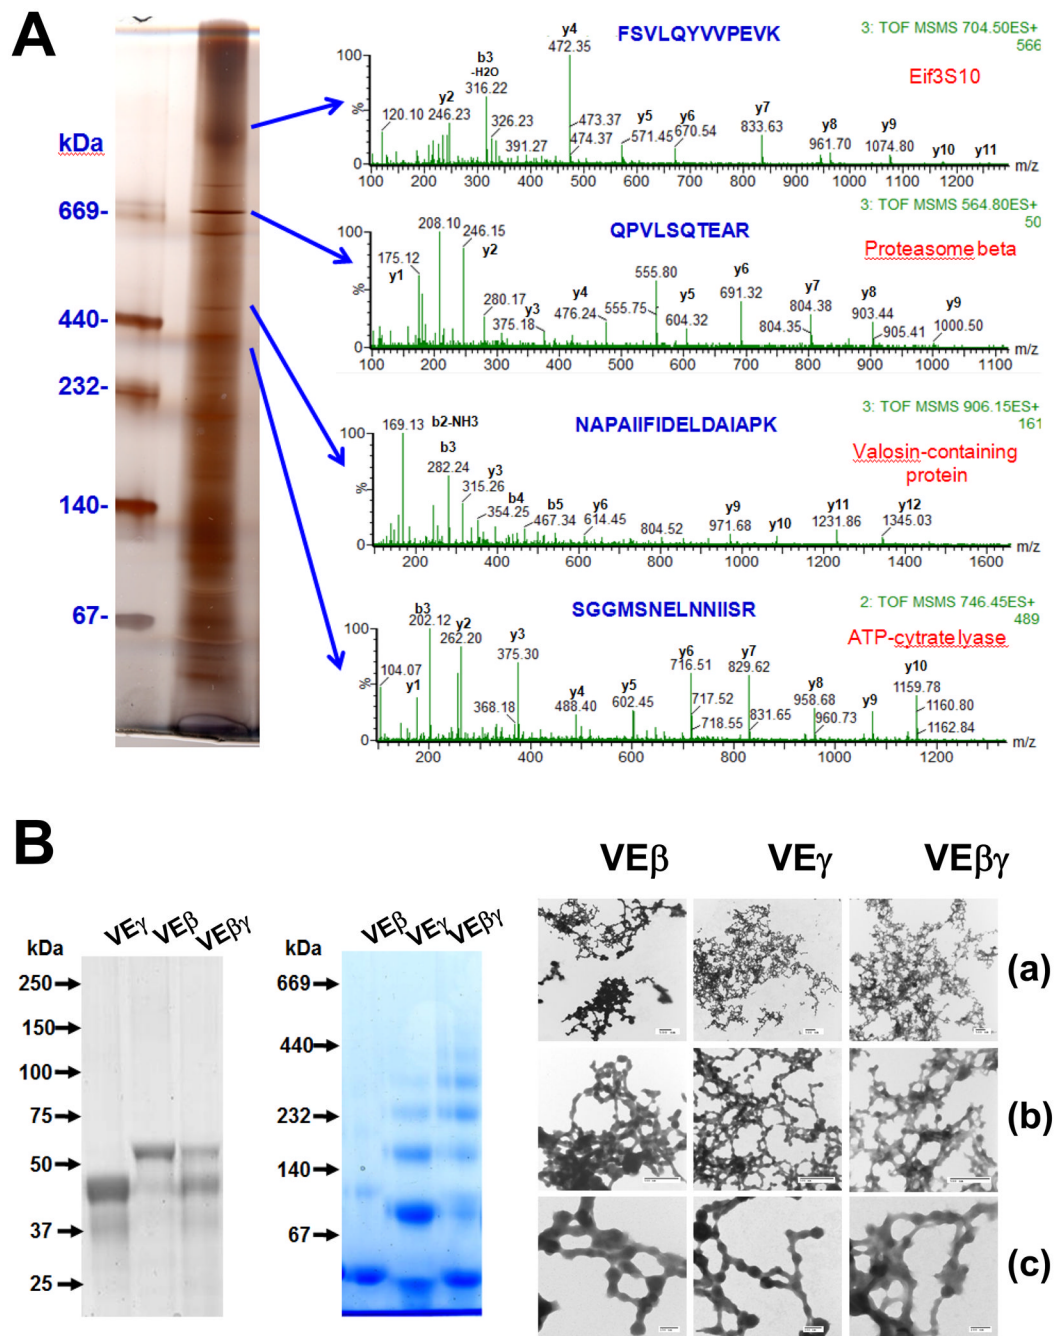 A
kDa
669-
440-
232-
140-
67-
FSVLQYVVPEVK
3: TOF MSMS 704.50ES+
566
Eif3S10
100
%
0
120.10
y2
246.23
b3
-H2O
316.22
326.23
391.27
y4
472.35
473.37
474.37
y5
571.45
y6
670.54
y7
833.63
y8
961.70
y9
1074.80
y10
y11
m/z
100 200 300 400 500 600 700 800 900 1000 1100 1200
QPVLSQTEAR
3: TOF MSMS 564.80ES+
50
Proteasome beta
100
%
0
175.12
y1
208.10
246.15
y2
280.17
y3
375.18
y4
476.24
555.80
555.75
y5
604.32
y6
691.32
y7
804.38
804.35
y8
903.44
905.41
y9
1000.50
m/z
100 200 300 400 500 600 700 800 900 1000 1100
NAPAIIFIDELDAIAPK
3: TOF MSMS 906.15ES+
161
Valosin-containing
protein
100
%
0
169.13
b2-NH3
b3
282.24
y3
315.26
354.25
b4
b5
467.34
y6
614.45
804.52
y9
971.68
y10
y11
1231.86
y12
1345.03
m/z
200 400 600 800 1000 1200 1400 1600
SGGMSNELNNIISR
2: TOF MSMS 746.45ES+
489
ATP-cytratelyase
100
%
0
104.07
y1
b3
202.12
y2
262.20
y3
375.30
368.18
y4
488.40
y5
602.45
y6
716.51
717.52
718.55
y7
829.62
831.65
y8
958.68
960.73
y9
y10
1159.78
1160.80
1162.84
m/z
200 400 600 800 1000 1200
B
kDa
VEγ VEβ VEβγ
250
150
100
75
50
37
25
kDa
VEβ VEγ VEβγ
669
440
232
140
67
VEβ VEγ VEβγ
(a)
(b)
(c)